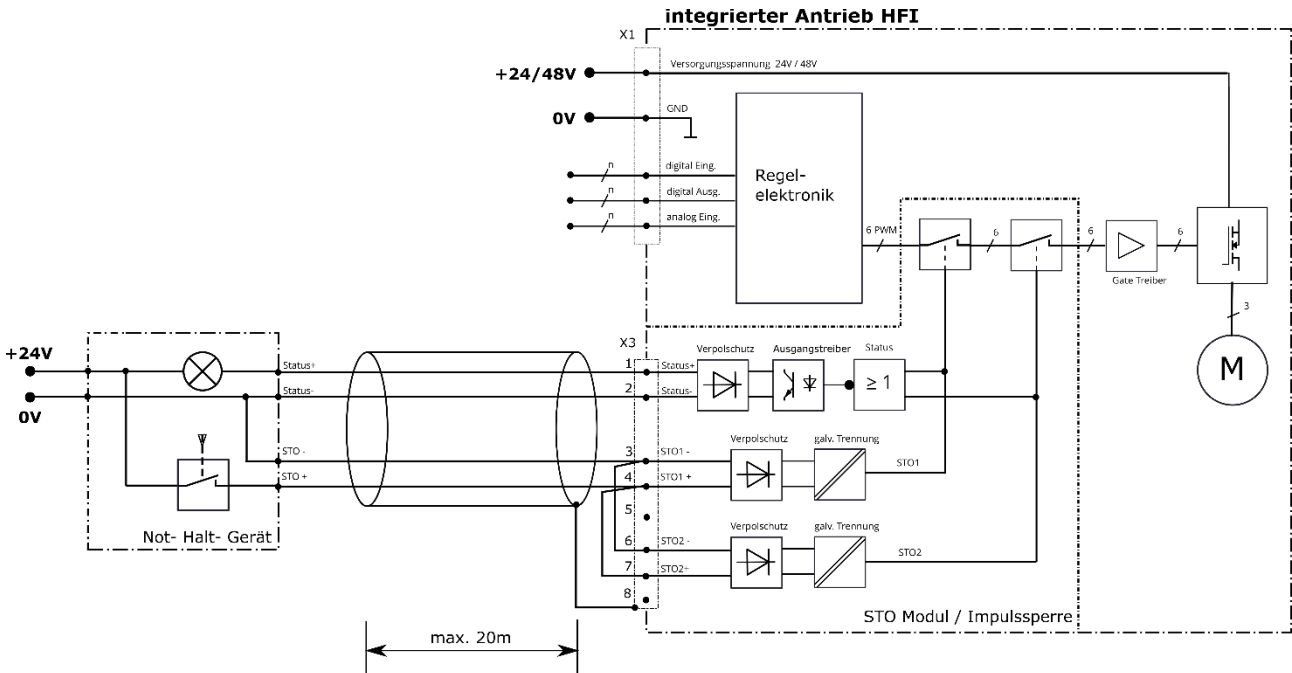 integrierter Antrieb HFI
X1
+24/48V
Versorgungsspannung 24V / 48V
0V
GND
n
digital Eing.
n
digital Ausg.
n
analog Eing.
Regel-
elektronik
6 PWM
6
6
6
Gate Treiber
3
M
+24V
0V
Status+
Status-
STO -
STO +
Not- Halt- Gerät
max. 20m
X3
1
2
3
4
5
6
7
8
Status+
Status-
Verpolschutz
Ausgangstreiber
Status
≥ 1
STO1 -
STO1 +
Verpolschutz
galv. Trennung
STO1
STO2 -
STO2+
Verpolschutz
galv. Trennung
STO2
STO Modul / Impulssperre